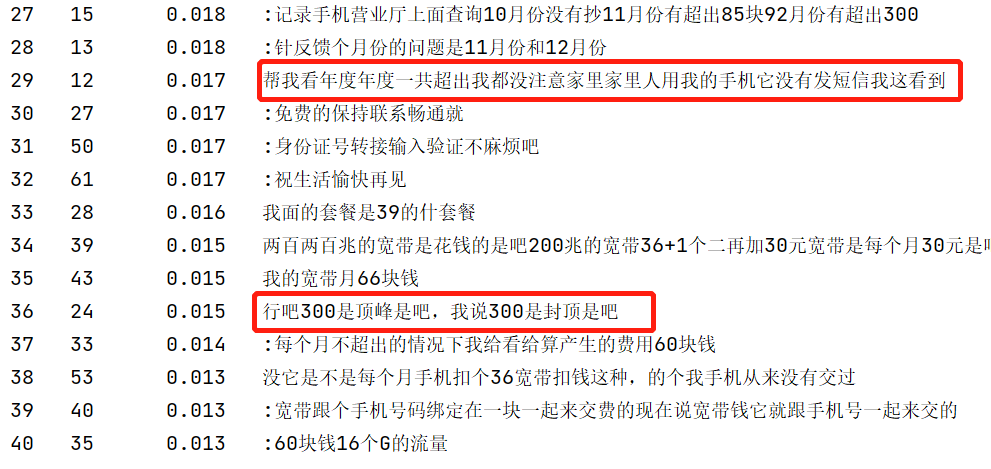 27 15 0.018 :记录手机营业厅上面查询10月份没有抄11月份有超出85块92月份有超出300
28 13 0.018 :针反馈个月份的问题是11月份和12月份
29 12 0.017 帮我看年度年度一共超出我都没注意家里家里人用我的手机它没有发短信我这看到
30 27 0.017 :免费的保持联系畅通就
31 50 0.017 :身份证号转接输入验证不麻烦吧
32 61 0.017 :祝生活愉快再见
33 28 0.016 我面的套餐是39的什套餐
34 39 0.015 两百两百兆的宽带是花钱的是吧200兆的宽带36+1个二再加30元宽带是每个月30元是
35 43 0.015 我的宽带月66块钱
36 24 0.015 行吧300是顶峰是吧，我说300是封顶是吧
37 33 0.014 :每个月不超出的情况下我给看给算产生的费用60块钱
38 53 0.013 没它是不是每个月手机扣个36宽带扣钱这种，的个我手机从来没有交过
39 40 0.013 :宽带跟个手机号码绑定在一块一起来交费的现在说宽带钱它就跟手机号一起来交的
40 35 0.013 :60块钱16个G的流量